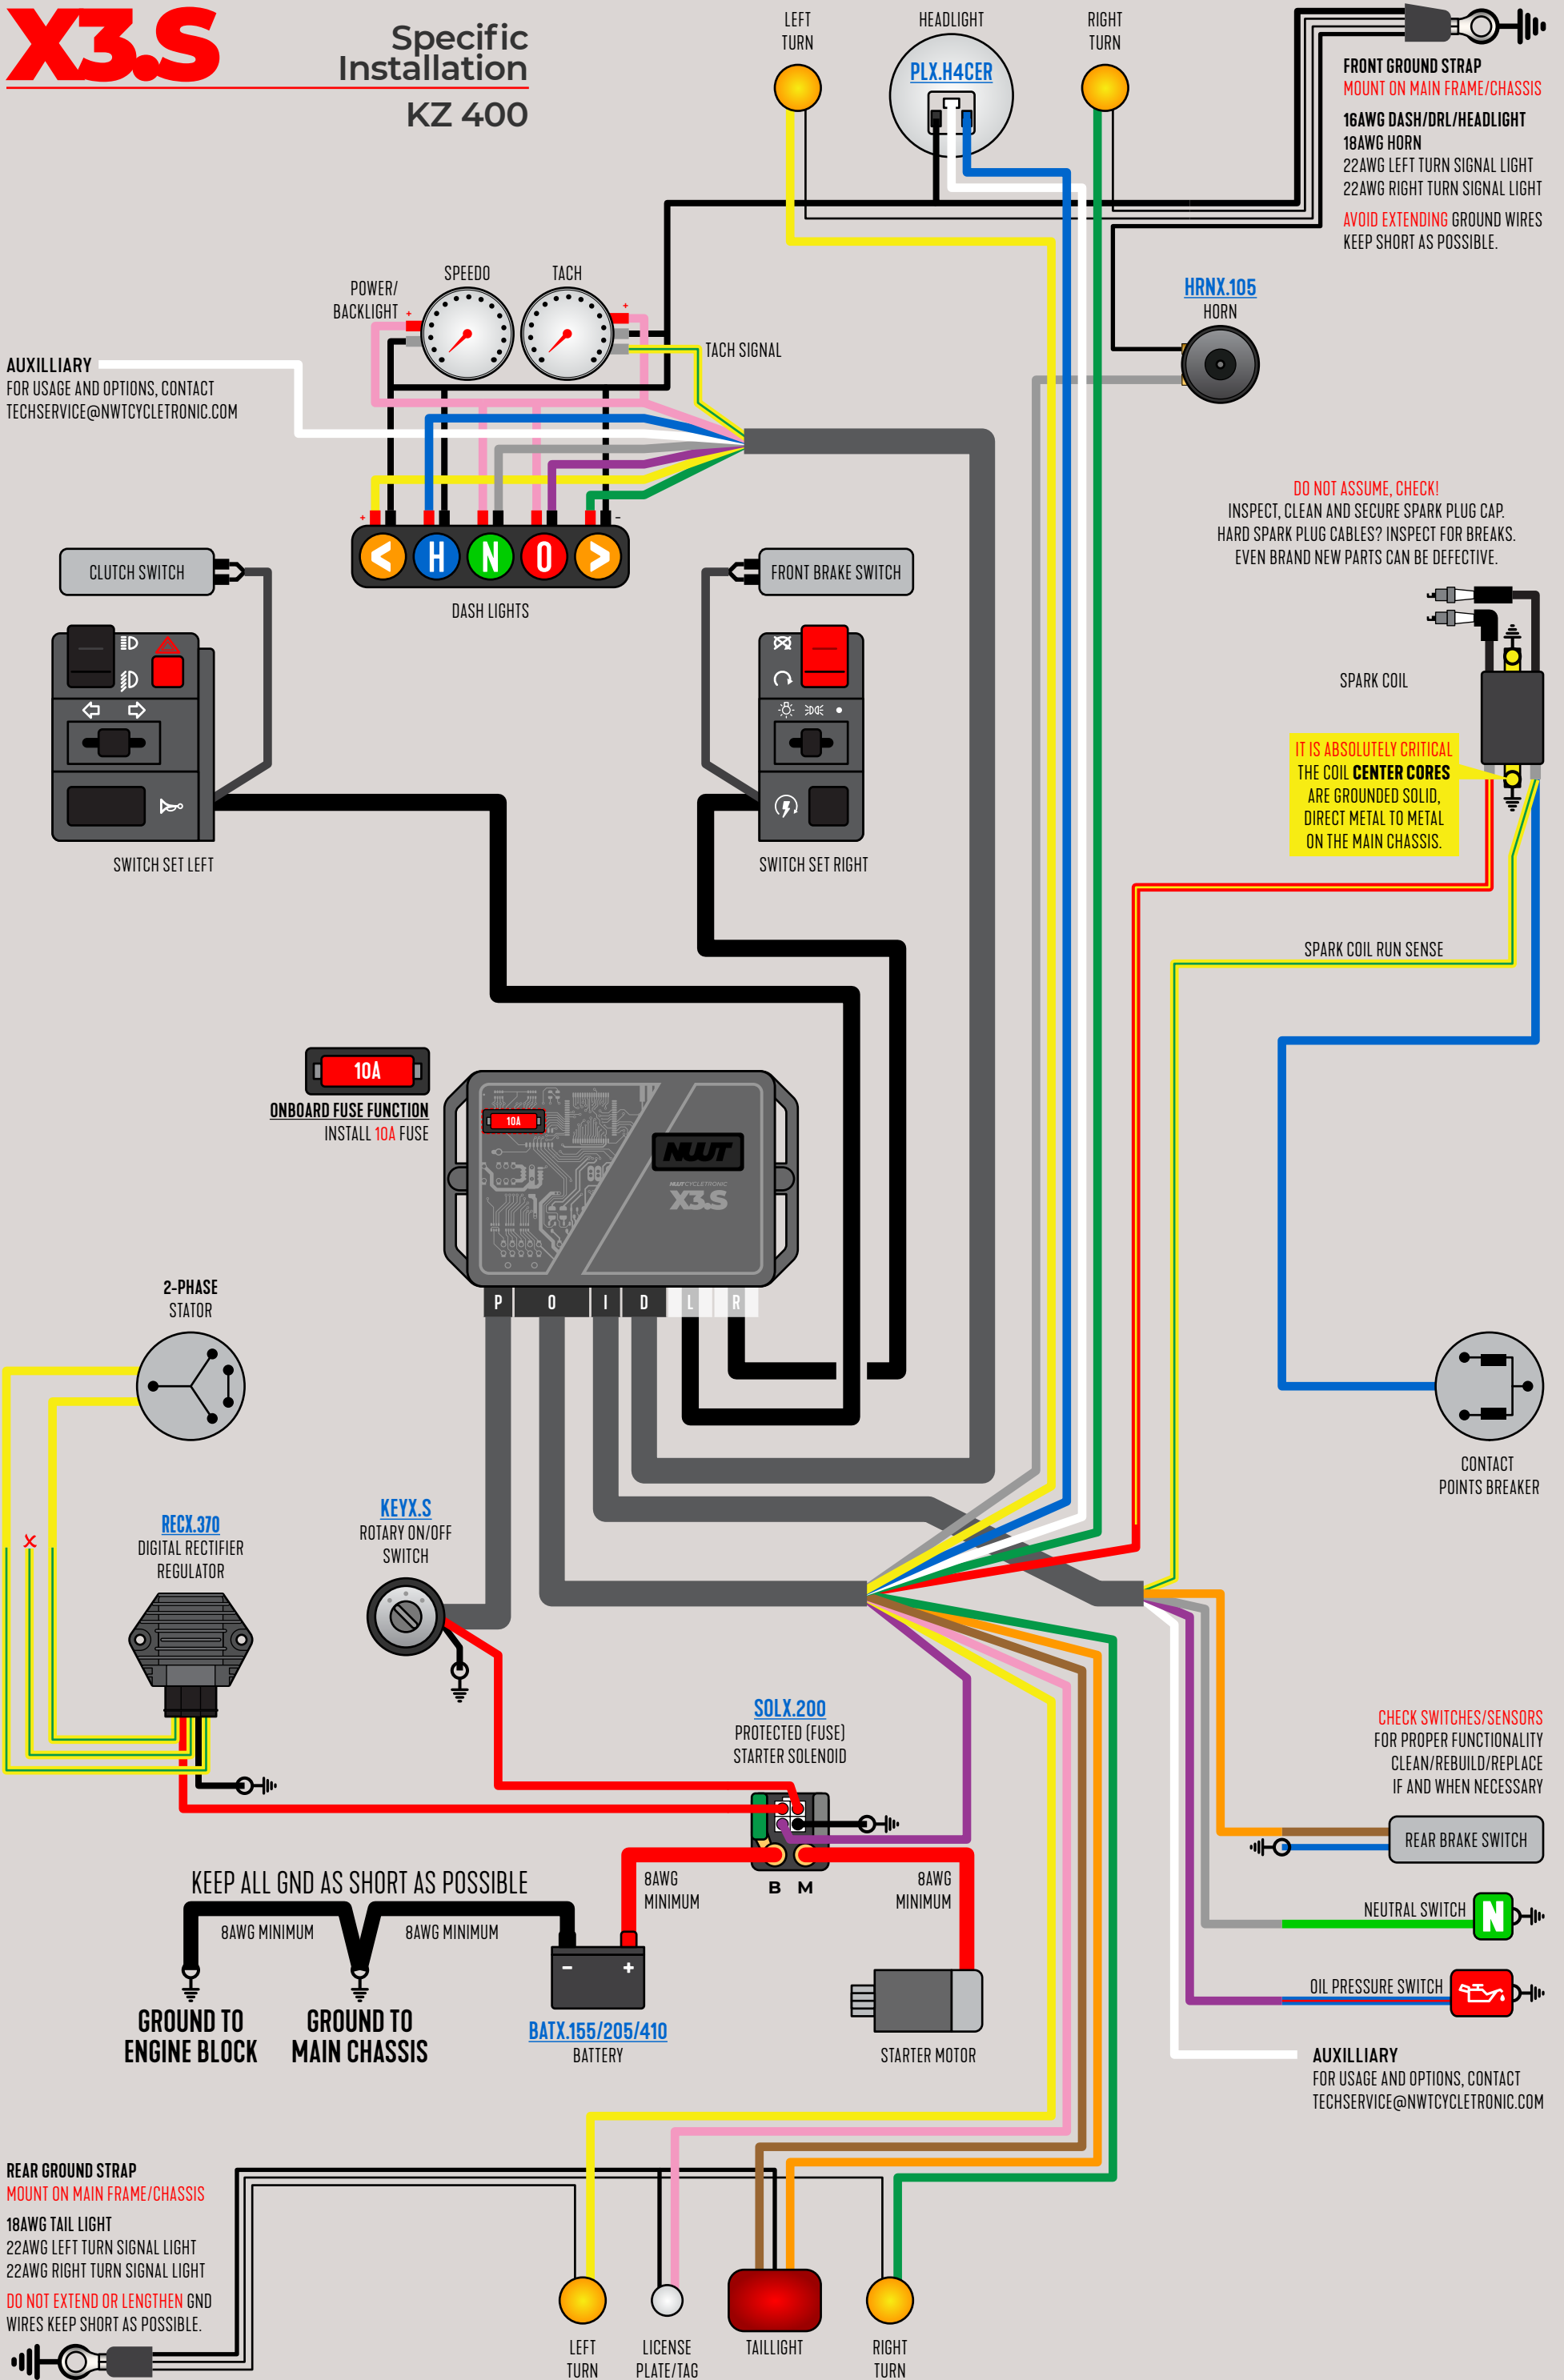 X3.S
Specific
Installation
KZ 400
LEFT
TURN
HEADLIGHT
PLX.H4CER
RIGHT
TURN
FRONT GROUND STRAP
MOUNT ON MAIN FRAME/CHASSIS
16AWG DASH/DRL/HEADLIGHT
18AWG HORN
22AWG LEFT TURN SIGNAL LIGHT
22AWG RIGHT TURN SIGNAL LIGHT
AVOID EXTENDING GROUND WIRES
KEEP SHORT AS POSSIBLE.
SPEEDO
TACH
POWER/
BACKLIGHT
+
+
TACH SIGNAL
HRNX.105
HORN
AUXILLIARY
FOR USAGE AND OPTIONS, CONTACT
TECHSERVICE@NWTCYCLETRONIC.COM
+
-
< H N O >
DASH LIGHTS
CLUTCH SWITCH
FRONT BRAKE SWITCH
DO NOT ASSUME, CHECK!
INSPECT, CLEAN AND SECURE SPARK PLUG CAP.
HARD SPARK PLUG CABLES? INSPECT FOR BREAKS.
EVEN BRAND NEW PARTS CAN BE DEFECTIVE.
SPARK COIL
IT IS ABSOLUTELY CRITICAL
THE COIL CENTER CORES
ARE GROUNDED SOLID,
DIRECT METAL TO METAL
ON THE MAIN CHASSIS.
SWITCH SET LEFT
SWITCH SET RIGHT
SPARK COIL RUN SENSE
10A
ONBOARD FUSE FUNCTION
INSTALL 10A FUSE
10A
NWT
NWTCYCLETRONIC
X3.S
P O I D L R
2-PHASE
STATOR
CONTACT
POINTS BREAKER
RECX.370
DIGITAL RECTIFIER
REGULATOR
X
KEYX.S
ROTARY ON/OFF
SWITCH
SOLX.200
PROTECTED (FUSE)
STARTER SOLENOID
B M
CHECK SWITCHES/SENSORS
FOR PROPER FUNCTIONALITY
CLEAN/REBUILD/REPLACE
IF AND WHEN NECESSARY
REAR BRAKE SWITCH
NEUTRAL SWITCH
N
OIL PRESSURE SWITCH
KEEP ALL GND AS SHORT AS POSSIBLE
8AWG MINIMUM
8AWG MINIMUM
8AWG
MINIMUM
8AWG
MINIMUM
- +
GROUND TO
ENGINE BLOCK
GROUND TO
MAIN CHASSIS
BATX.155/205/410
BATTERY
STARTER MOTOR
AUXILLIARY
FOR USAGE AND OPTIONS, CONTACT
TECHSERVICE@NWTCYCLETRONIC.COM
REAR GROUND STRAP
MOUNT ON MAIN FRAME/CHASSIS
18AWG TAIL LIGHT
22AWG LEFT TURN SIGNAL LIGHT
22AWG RIGHT TURN SIGNAL LIGHT
DO NOT EXTEND OR LENGTHEN GND
WIRES KEEP SHORT AS POSSIBLE.
LEFT
TURN
LICENSE
PLATE/TAG
TAILLIGHT
RIGHT
TURN